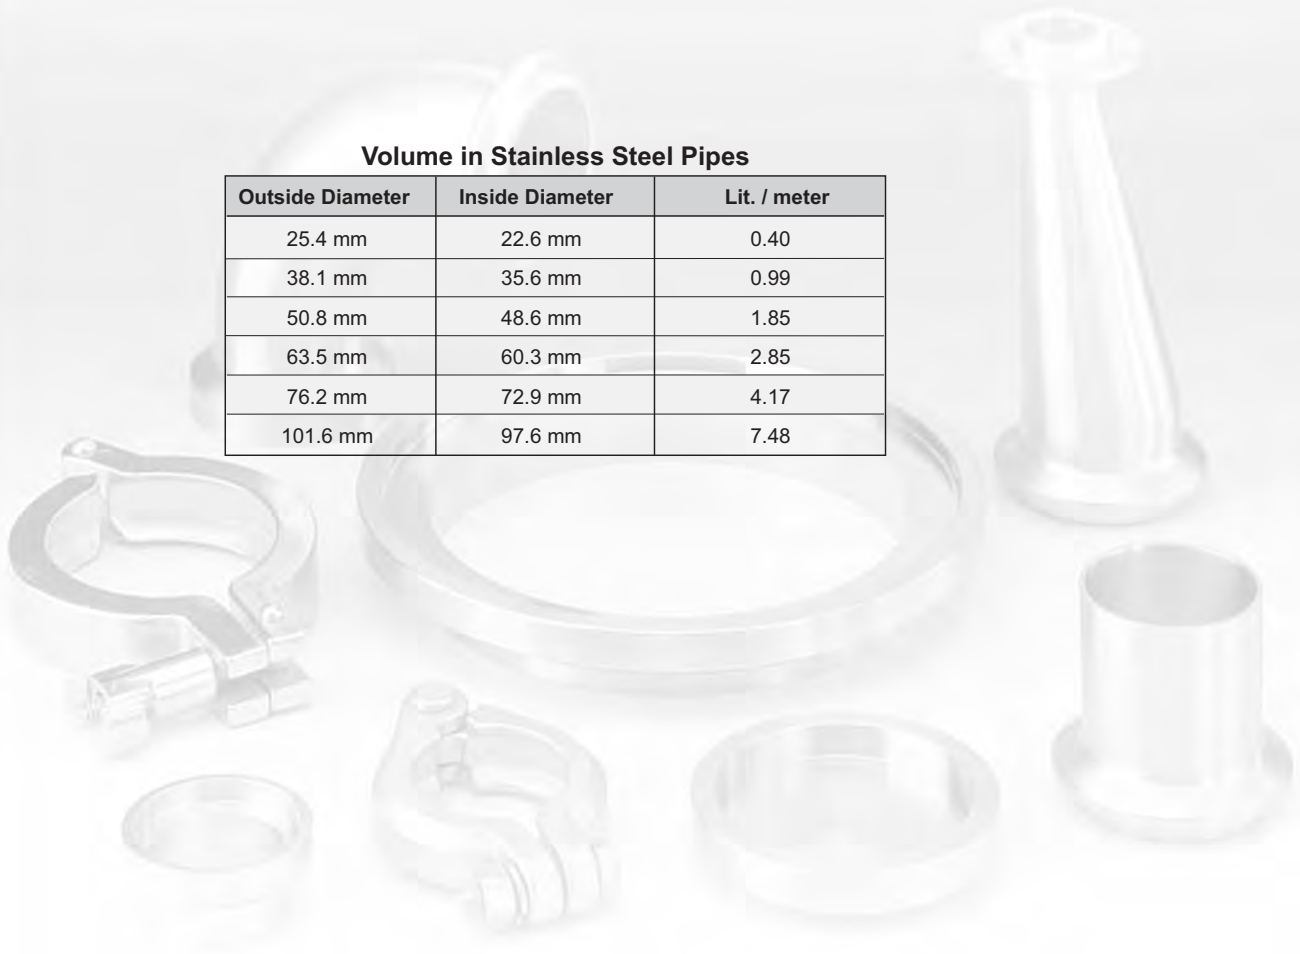 Volume in Stainless Steel Pipes
Outside Diameter Inside Diameter Lit. / meter
25.4 mm 22.6 mm 0.40
38.1 mm 35.6 mm 0.99
50.8 mm 48.6 mm 1.85
63.5 mm 60.3 mm 2.85
76.2 mm 72.9 mm 4.17
101.6 mm 97.6 mm 7.48